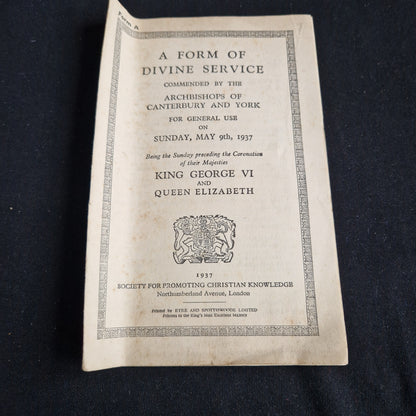 Form A
A FORM OF
DIVINE SERVICE
COMMENDED BY THE
ARCHBISHOPS OF
CANTERBURY AND YORK
FOR GENERAL USE
ON
SUNDAY, MAY 9th, 1937
Being the Sunday preceding the Coronation
of their Majesties
KING GEORGE VI
AND
QUEEN ELIZABETH
1937
SOCIETY FOR PROMOTING CHRISTIAN KNOWLEDGE
Northumberland Avenue, London
Printed by EYRE AND SPOTTISWOODE LIMITED
Printers to the King's Most Excellent Majesty